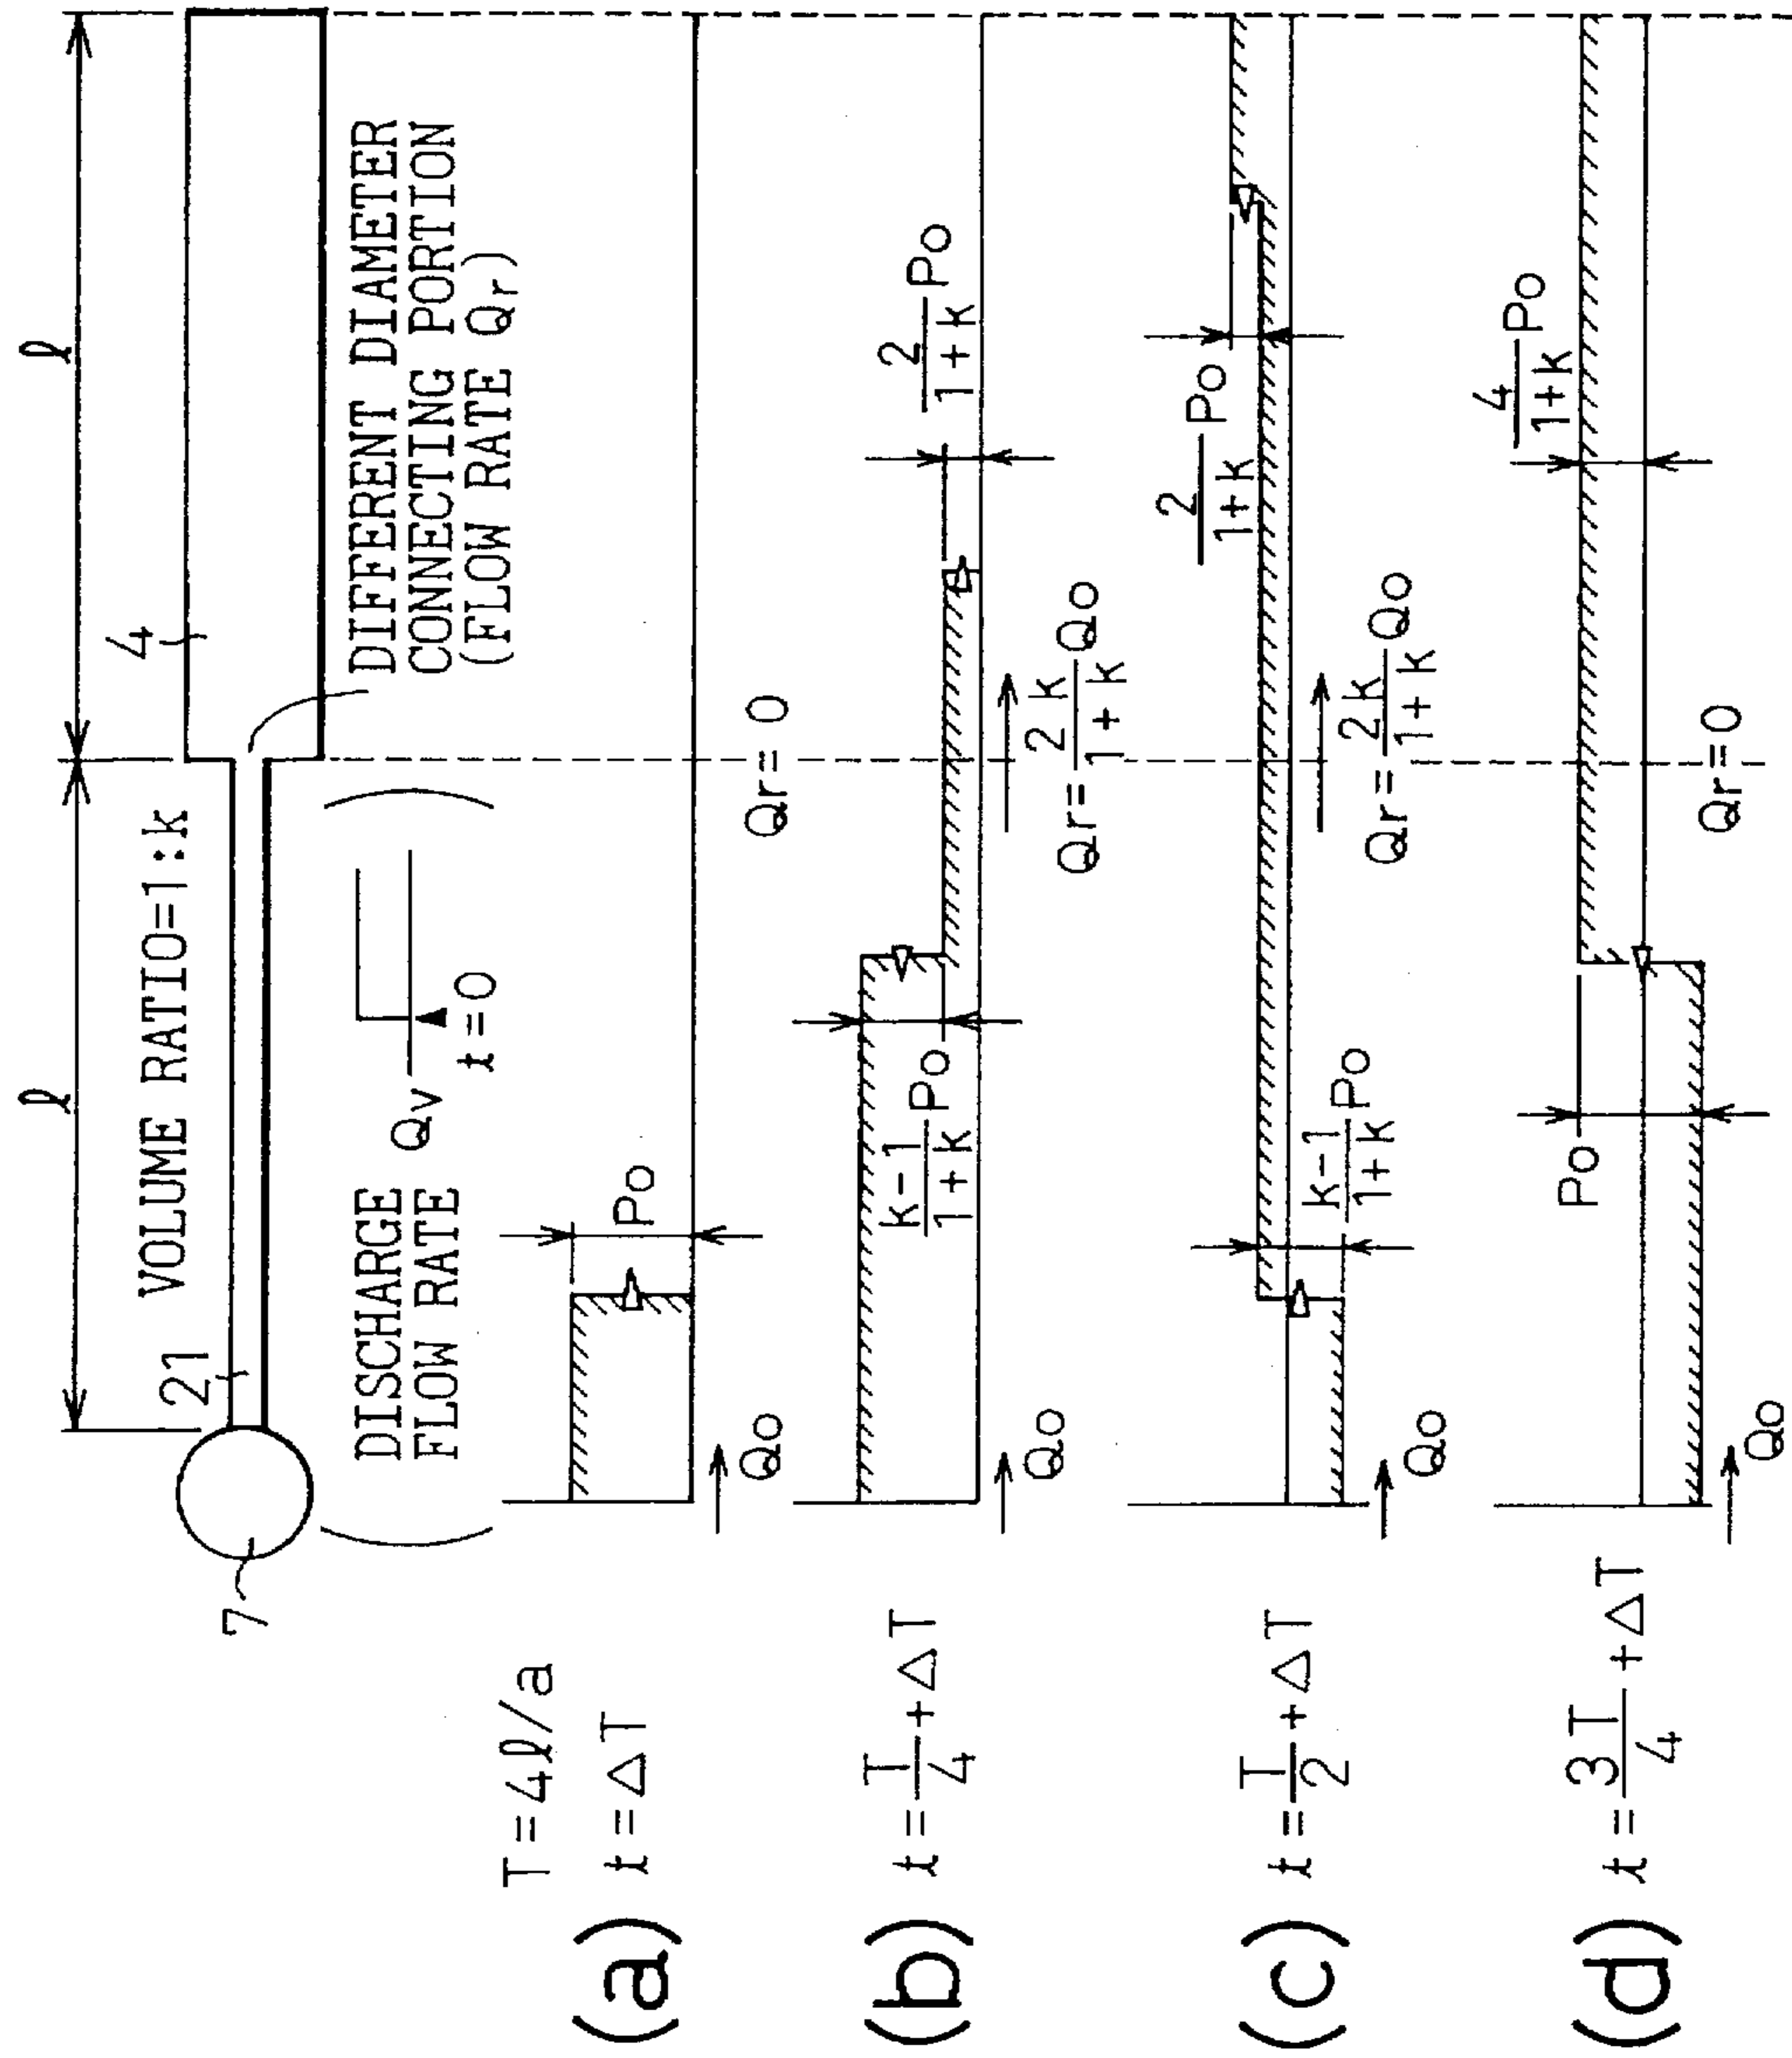 ℓ ℓ
VOLUME RATIO=1:k
21
4
7
DISCHARGE
FLOW RATE
Qv
t=0
DIFFERENT DIAMETER
CONNECTING PORTION
(FLOW RATE Qr)
T=4ℓ/a
(a) t=ΔT
Po
Qo
Qr=0
(b) t=T/4+ΔT
k-1/1+k Po
2/1+k Po
Qo
Qr=2k/1+k Qo
(c) t=T/2+ΔT
k-1/1+k Po
2/1+k Po
Qo
Qr=2k/1+k Qo
(d) t=3T/4+ΔT
Po
4/1+k Po
Qo
Qr=0